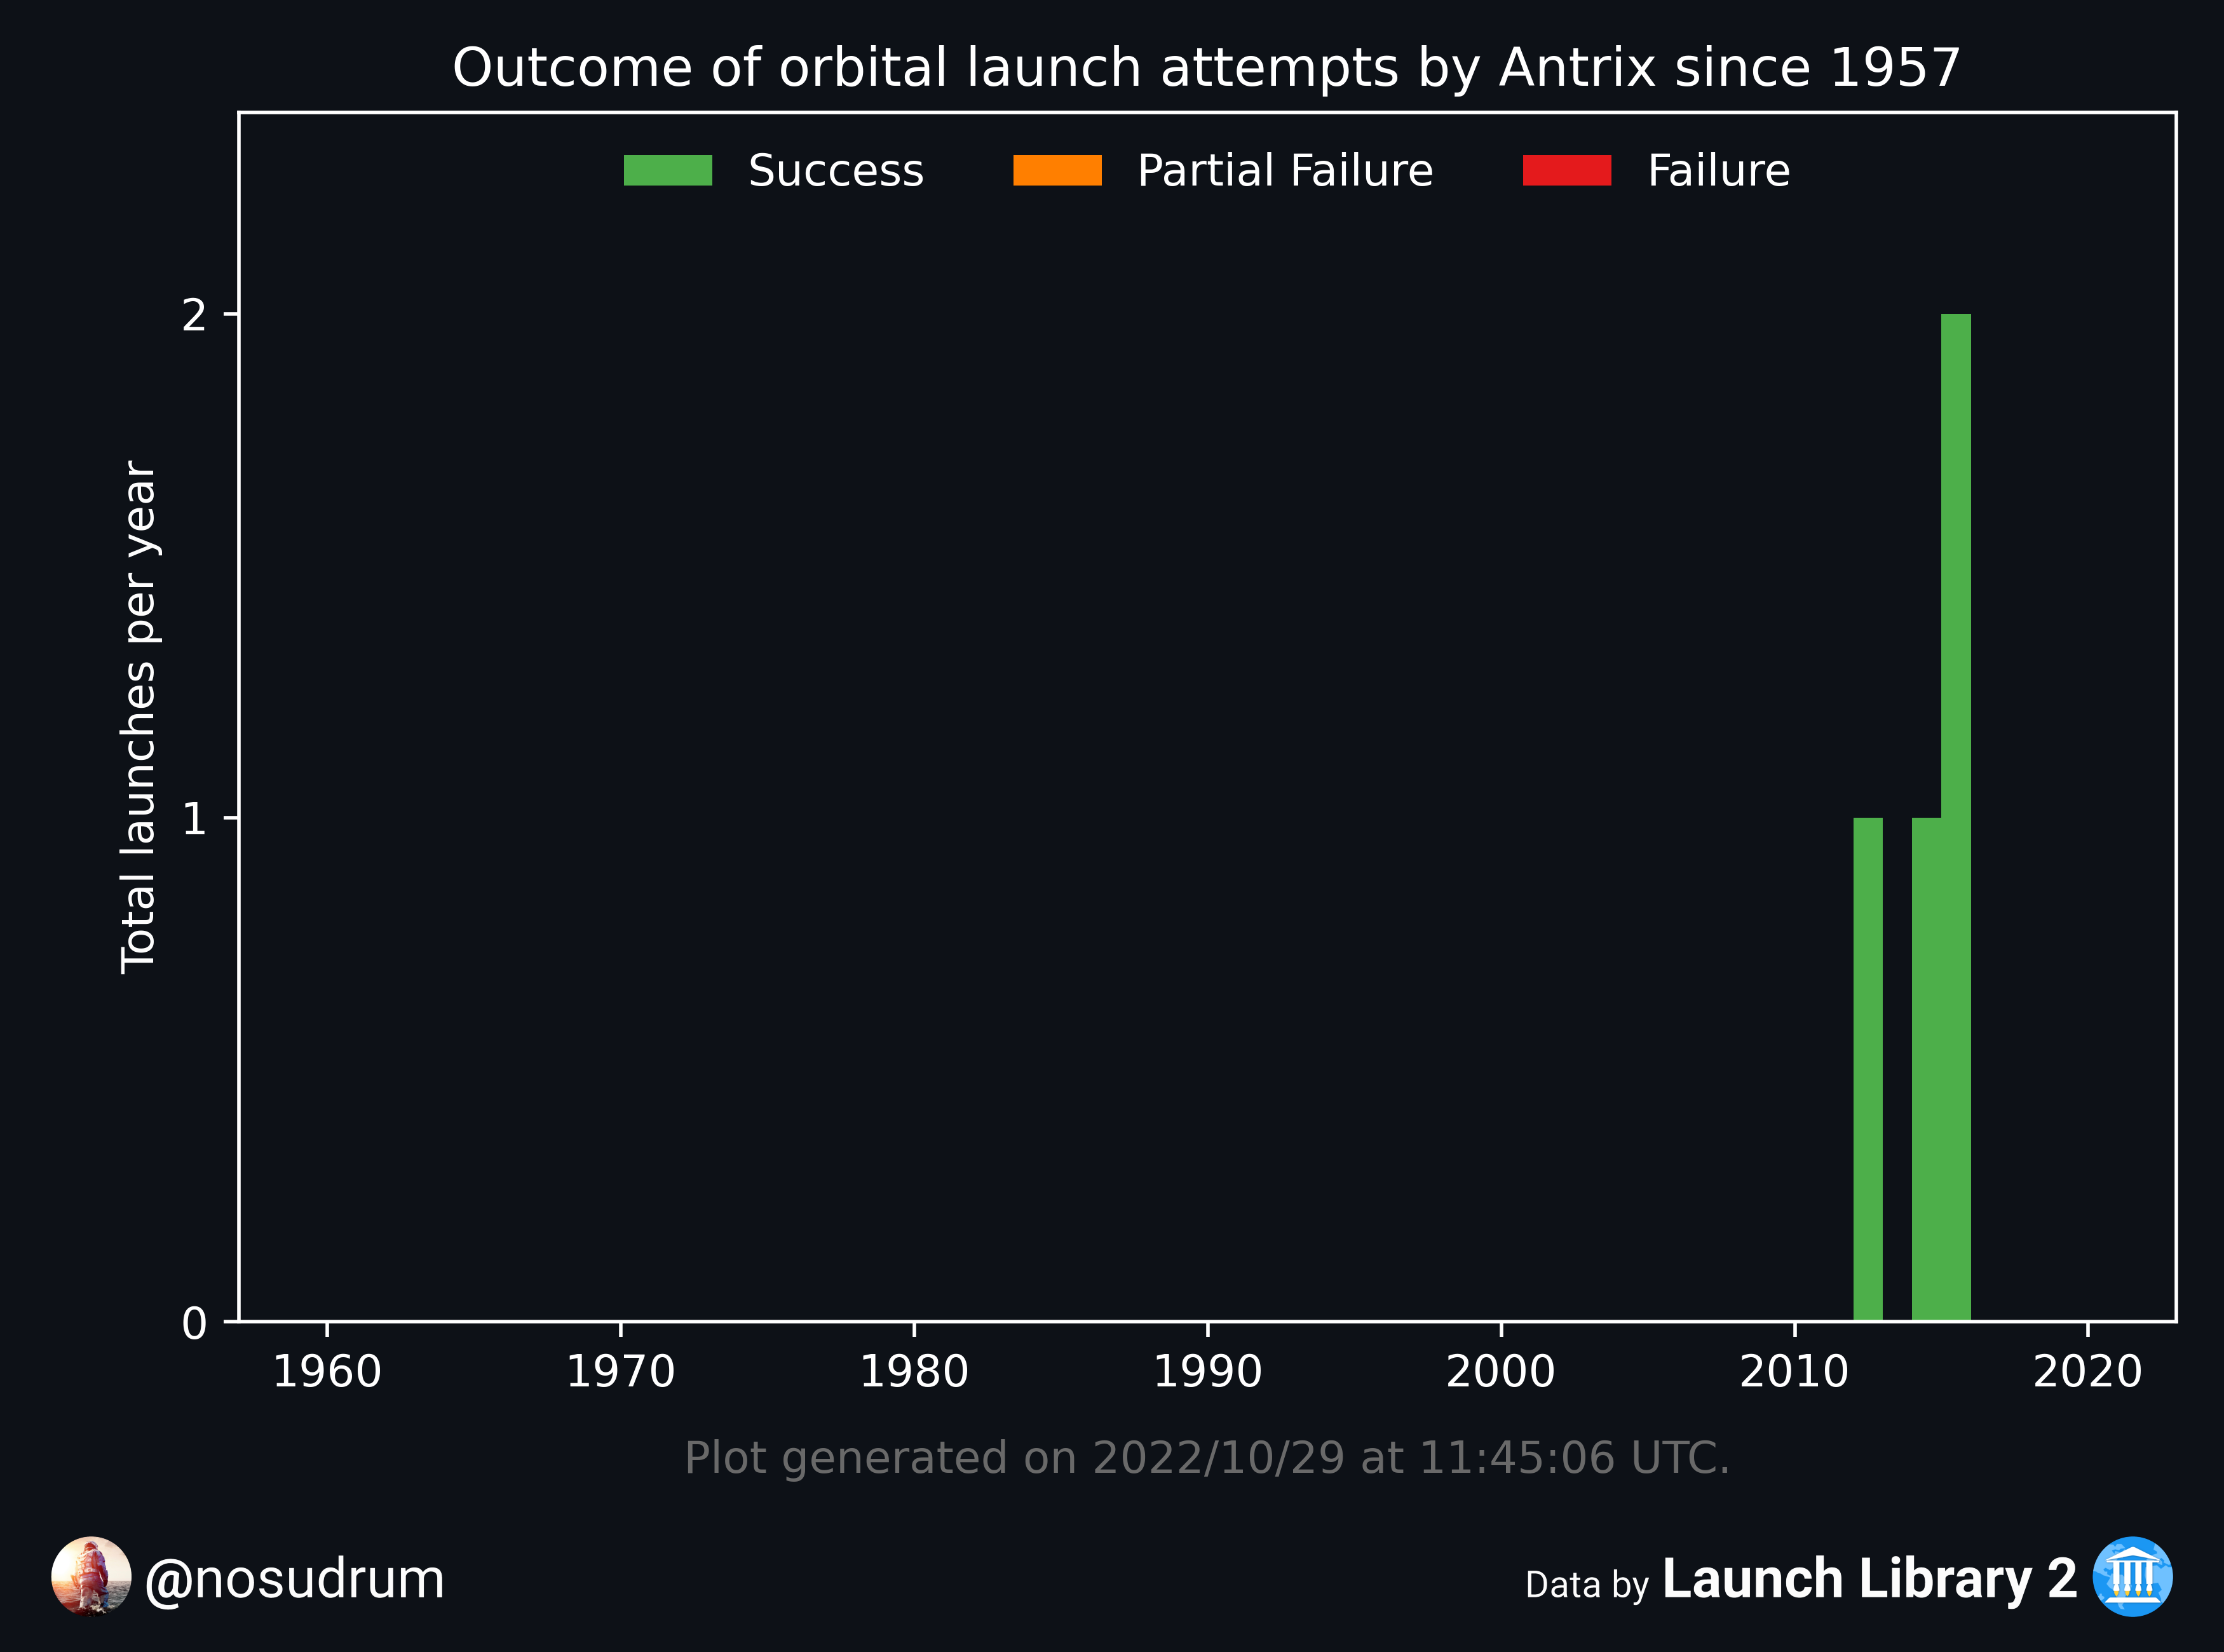 Outcome of orbital launch attempts by Antrix since 1957
Success
Partial Failure
Failure
Total launches per year
2
1
0
1960
1970
1980
1990
2000
2010
2020
Plot generated on 2022/10/29 at 11:45:06 UTC.
@nosudrum
Data by Launch Library 2